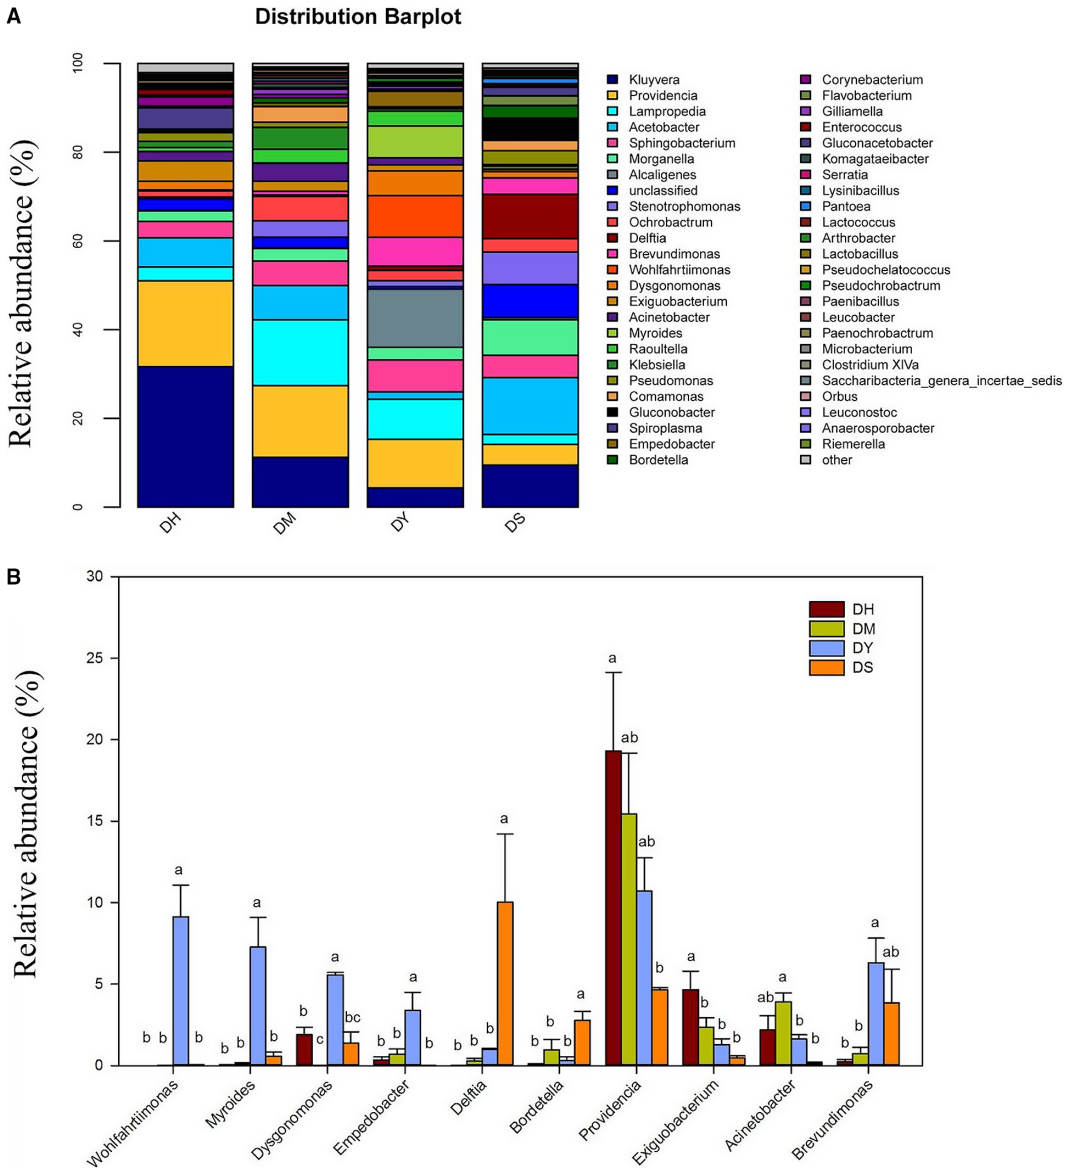 A
Distribution Barplot
Relative abundance (%)
100
80
60
40
20
0
DH
DM
DY
DS
Kluyvera
Providencia
Lampropedia
Acetobacter
Sphingobacterium
Morganella
Alcaligenes
unclassified
Stenotrophomonas
Ochrobactrum
Delftia
Brevundimonas
Wohlfahrtiimonas
Dysgonomonas
Exiguobacterium
Acinetobacter
Myroides
Raoultella
Klebsiella
Pseudomonas
Comamonas
Gluconobacter
Spiroplasma
Empedobacter
Bordetella
Corynebacterium
Flavobacterium
Gilliamella
Enterococcus
Gluconacetobacter
Komagataeibacter
Serratia
Lysinibacillus
Pantoea
Lactococcus
Arthrobacter
Lactobacillus
Pseudochelatococcus
Pseudochrobactrum
Paenibacillus
Leucobacter
Paenochrobactrum
Microbacterium
Clostridium XlVa
Saccharibacteria_genera_incertae_sedis
Orbus
Leuconostoc
Anaerosporobacter
Riemerella
other
B
Relative abundance (%)
30
25
20
15
10
5
0
DH
DM
DY
DS
b b a b
b b a b
b c a bc
b b a b
b b b a
b b b a
a ab ab b
a b b b
ab a b b
b b a ab
Wohlfahrtiimonas
Myroides
Dysgonomonas
Empedobacter
Delftia
Bordetella
Providencia
Exiguobacterium
Acinetobacter
Brevundimonas